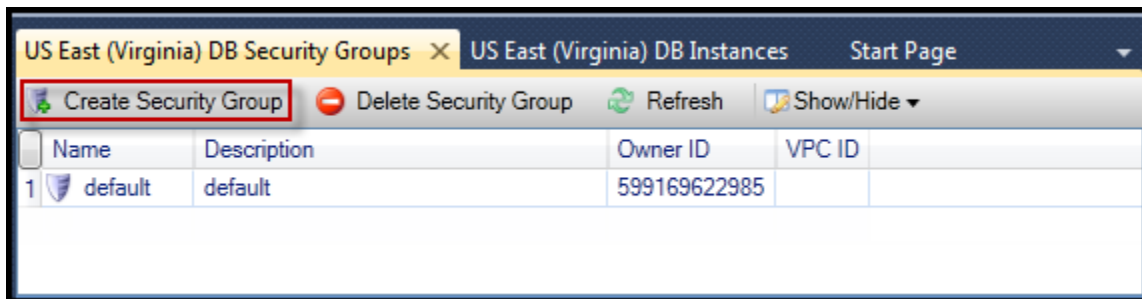 US East (Virginia) DB Security Groups US East (Virginia) DB Instances Start Page
Create Security Group Delete Security Group Refresh Show/Hide
Name Description Owner ID VPC ID
1 default default 599169622985